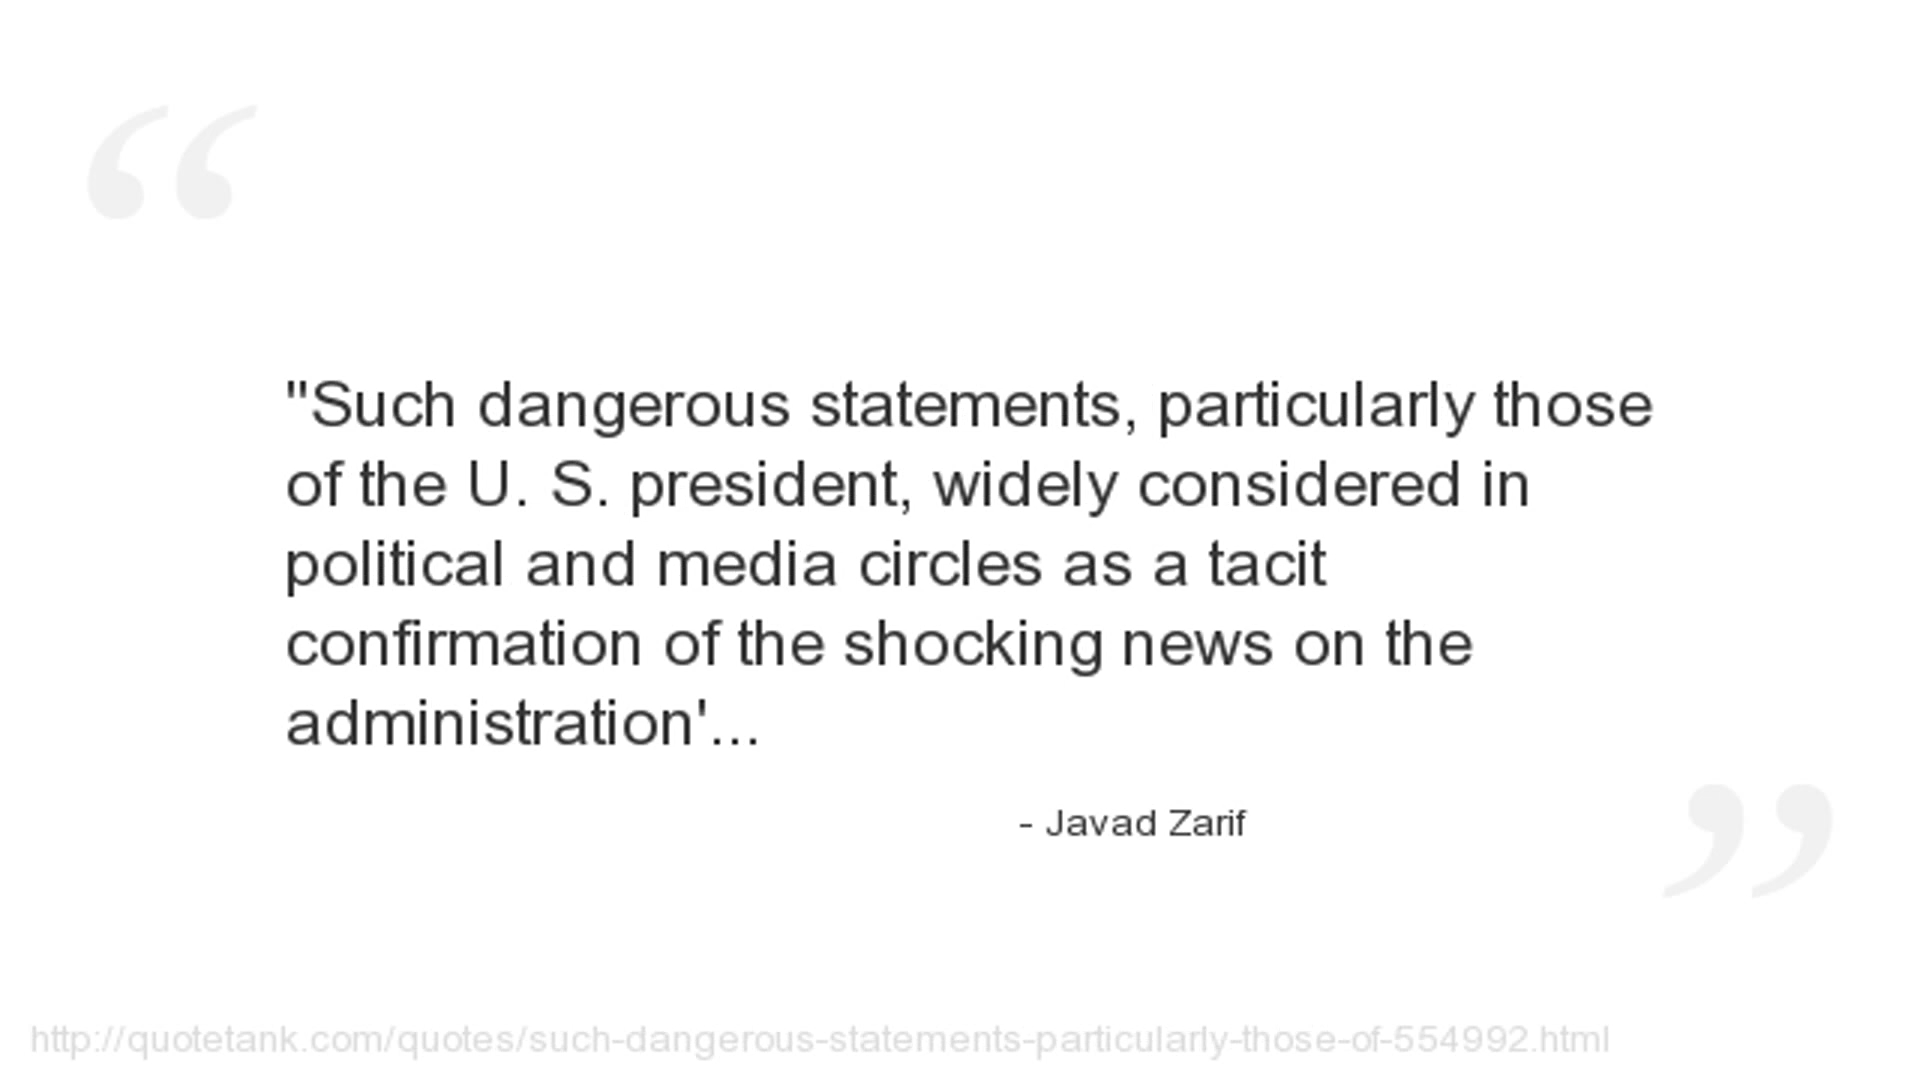 "Such dangerous statements, particularly those
of the U. S. president, widely considered in
political and media circles as a tacit
confirmation of the shocking news on the
administration'...
- Javad Zarif
http://quotetank.com/quotes/such-dangerous-statements-particularly-those-of-554992.html